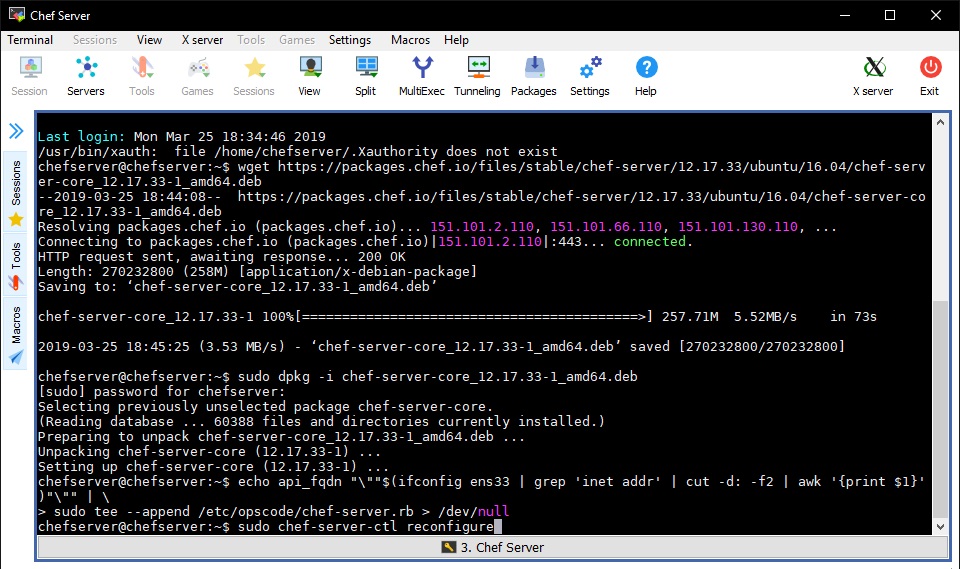 Chef Server
Terminal Sessions View X server Tools Games Settings Macros Help
Session Servers Tools Games Sessions View Split MultiExec Tunneling Packages Settings Help X server Exit
Sessions
Tools
Macros
Last login: Mon Mar 25 18:34:46 2019
/usr/bin/xauth:  file /home/chefserver/.Xauthority does not exist
chefserver@chefserver:~$ wget https://packages.chef.io/files/stable/chef-server/12.17.33/ubuntu/16.04/chef-serv
er-core_12.17.33-1_amd64.deb
--2019-03-25 18:44:08--  https://packages.chef.io/files/stable/chef-server/12.17.33/ubuntu/16.04/chef-server-co
re_12.17.33-1_amd64.deb
Resolving packages.chef.io (packages.chef.io)... 151.101.2.110, 151.101.66.110, 151.101.130.110, ...
Connecting to packages.chef.io (packages.chef.io)|151.101.2.110|:443... connected.
HTTP request sent, awaiting response... 200 OK
Length: 270232800 (258M) [application/x-debian-package]
Saving to: ‘chef-server-core_12.17.33-1_amd64.deb’
chef-server-core_12.17.33-1 100%[==========================================>] 257.71M  5.52MB/s    in 73s
2019-03-25 18:45:25 (3.53 MB/s) - ‘chef-server-core_12.17.33-1_amd64.deb’ saved [270232800/270232800]
chefserver@chefserver:~$ sudo dpkg -i chef-server-core_12.17.33-1_amd64.deb
[sudo] password for chefserver:
Selecting previously unselected package chef-server-core.
(Reading database ... 60388 files and directories currently installed.)
Preparing to unpack chef-server-core_12.17.33-1_amd64.deb ...
Unpacking chef-server-core (12.17.33-1) ...
Setting up chef-server-core (12.17.33-1) ...
chefserver@chefserver:~$ echo api_fqdn "\""$(ifconfig ens33 | grep 'inet addr' | cut -d: -f2 | awk '{print $1}'
)"\"" | \
> sudo tee --append /etc/opscode/chef-server.rb > /dev/null
chefserver@chefserver:~$ sudo chef-server-ctl reconfigure
3. Chef Server